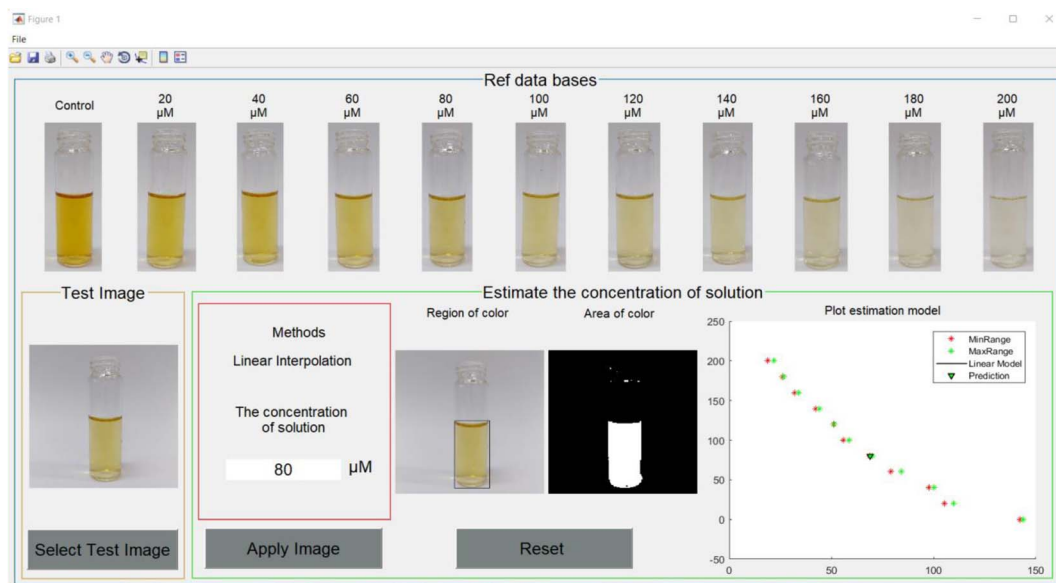 Figure 1
File
Ref data bases
Control
20 µM
40 µM
60 µM
80 µM
100 µM
120 µM
140 µM
160 µM
180 µM
200 µM
Test Image
Select Test Image
Estimate the concentration of solution
Methods
Linear Interpolation
The concentration
of solution
80 µM
Apply Image
Region of color
Area of color
Reset
Plot estimation model
250
200
150
100
50
0
-50
0 50 100 150
MinRange
MaxRange
Linear Model
Prediction